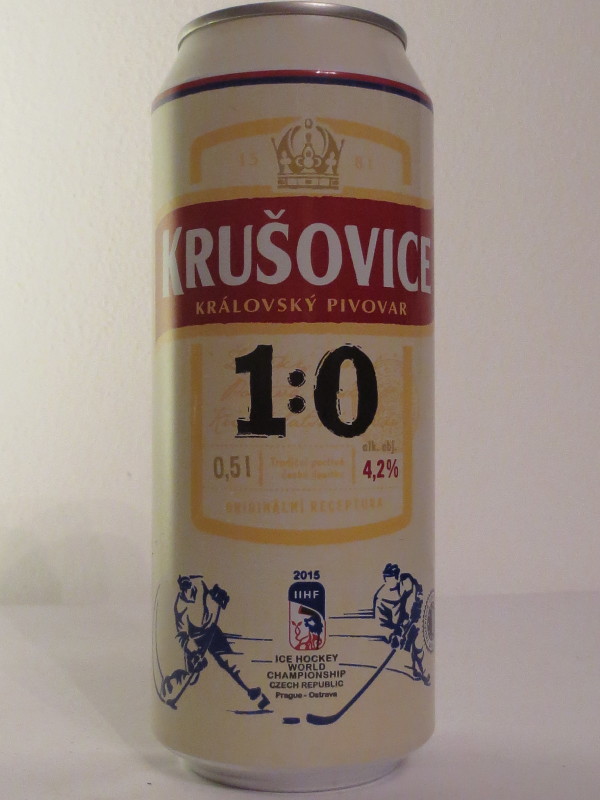 15 81
KRUŠOVICE
KRÁLOVSKÝ PIVOVAR
1:0
alk. obj.
0,5 l
4,2%
ORIGINÁLNÍ RECEPTURA
2015
IIHF
ICE HOCKEY
WORLD
CHAMPIONSHIP
CZECH REPUBLIC
Prague - Ostrava